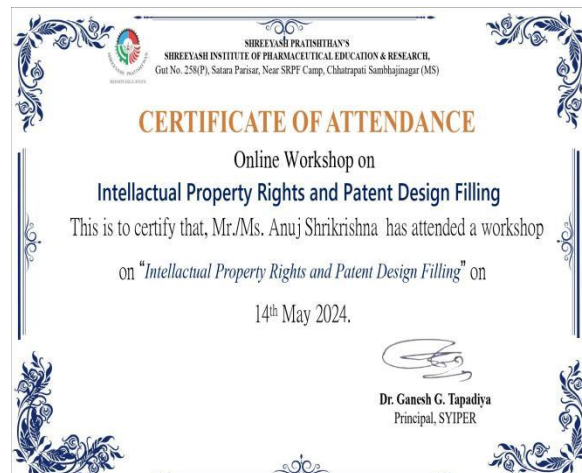 SHREEYASH PRATISHTHAN'S
SHREEYASH INSTITUTE OF PHARMACEUTICAL EDUCATION & RESEARCH,
Gut No. 258(P), Satara Parisar, Near SRPF Camp, Chhatrapati Sambhajinagar (MS)
CERTIFICATE OF ATTENDANCE
Online Workshop on
Intellactual Property Rights and Patent Design Filling
This is to certify that, Mr./Ms. Anuj Shrikrishna has attended a workshop
on "Intellactual Property Rights and Patent Design Filling" on
14th May 2024.
Dr. Ganesh G. Tapadiya
Principal, SYIPER